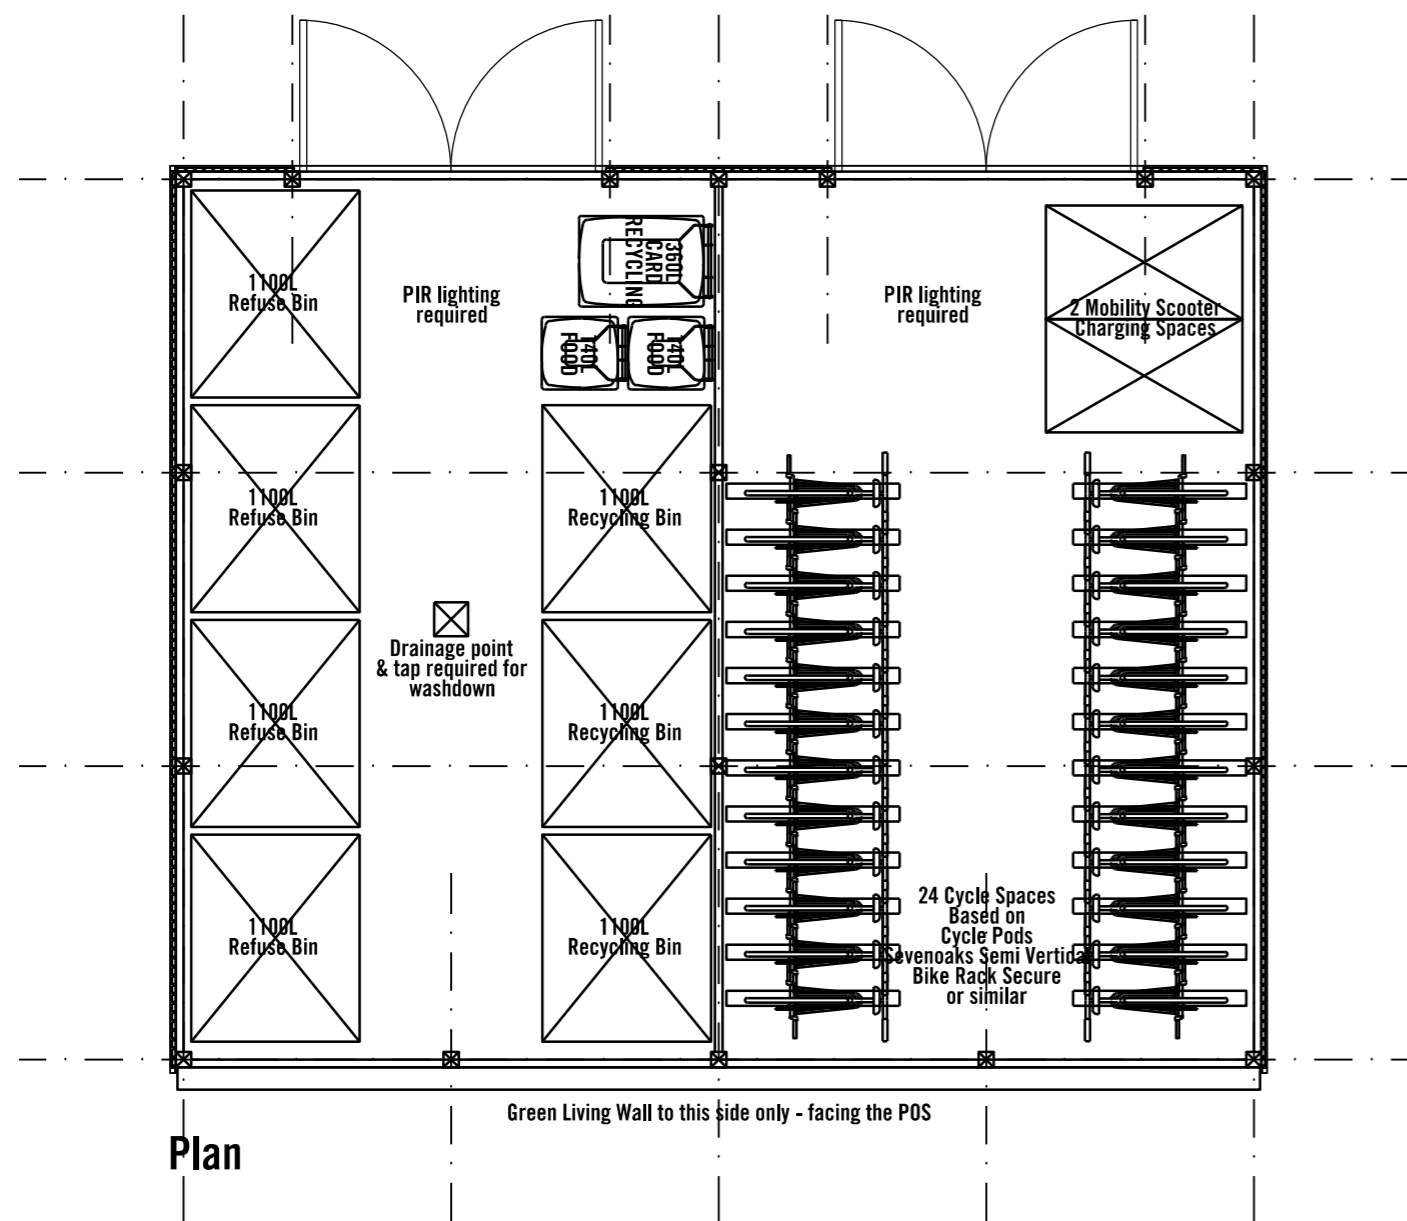 1100L
Refuse Bin
PIR lighting
required
360L
CARD
RECYCLING
140L
FOOD
140L
FOOD
PIR lighting
required
2 Mobility Scooter
Charging Spaces
1100L
Refuse Bin
1100L
Recycling Bin
Drainage point
& tap required for
washdown
1100L
Refuse Bin
1100L
Recycling Bin
1100L
Refuse Bin
1100L
Recycling Bin
24 Cycle Spaces
Based on
Cycle Pods
Sevenoaks Semi Vertical
Bike Rack Secure
or similar
Green Living Wall to this side only - facing the POS
Plan